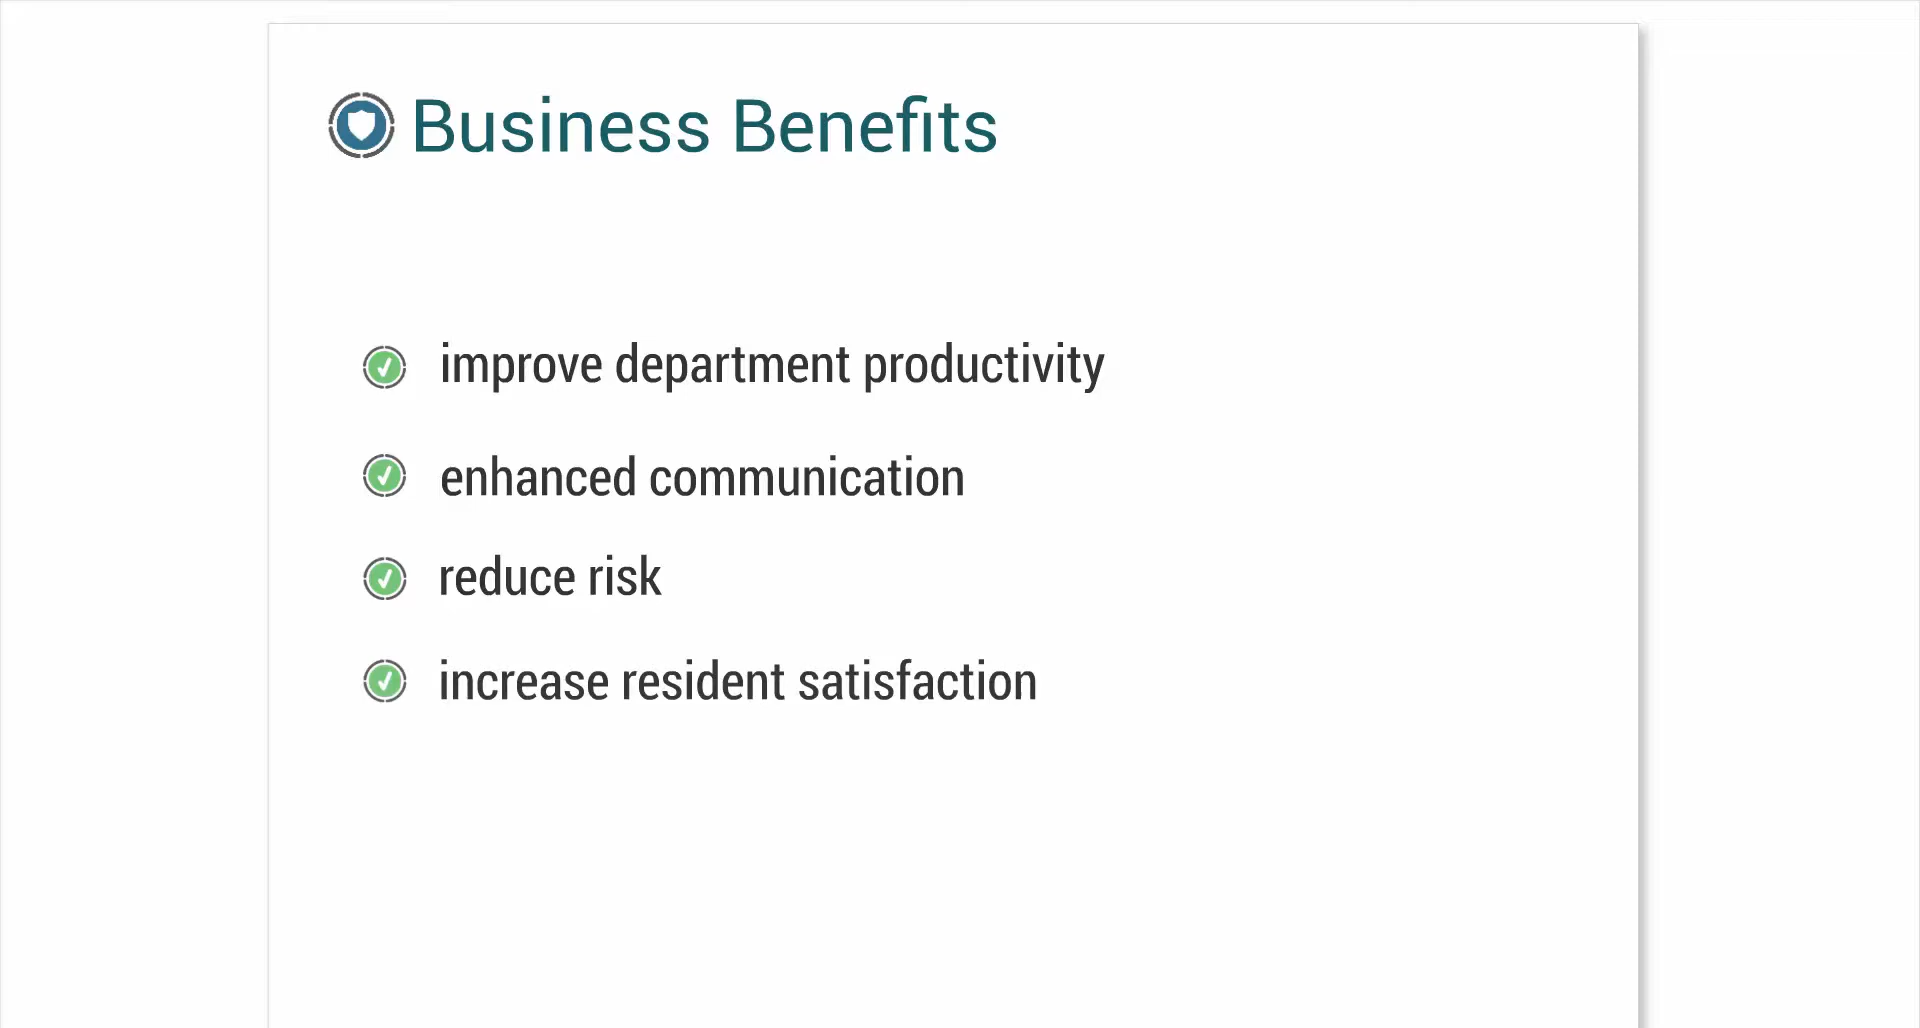 Business Benefits
improve department productivity
enhanced communication
reduce risk
increase resident satisfaction